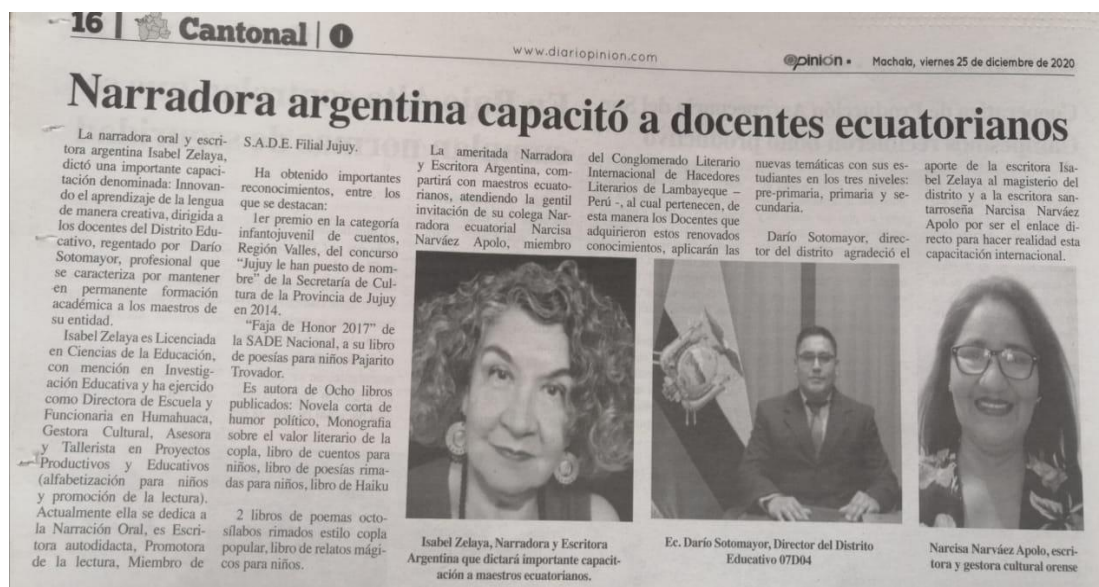 16 | Cantonal |
www.diariopinion.com
Opinión • Machala, viernes 25 de diciembre de 2020
Narradora argentina capacitó a docentes ecuatorianos
La narradora oral y escri-
tora argentina Isabel Zelaya,
dictó una importante capaci-
tación denominada: Innovan-
do el aprendizaje de la lengua
de manera creativa, dirigida a
los docentes del Distrito Edu-
cativo, regentado por Darío
Sotomayor, profesional que
se caracteriza por mantener
en permanente formación
académica a los maestros de
su entidad.
Isabel Zelaya es Licenciada
en Ciencias de la Educación,
con mención en Investig-
ación Educativa y ha ejercido
como Directora de Escuela y
Funcionaria en Humahuaca,
Gestora Cultural, Asesora
y Tallerista en Proyectos
Productivos y Educativos
(alfabetización para niños
y promoción de la lectura).
Actualmente ella se dedica a
la Narración Oral, es Escri-
tora autodidacta, Promotora
de la lectura, Miembro de
S.A.D.E. Filial Jujuy.
Ha obtenido importantes
reconocimientos, entre los
que se destacan:
1er premio en la categoría
infantojuvenil de cuentos,
Región Valles, del concurso
"Jujuy le han puesto de nom-
bre" de la Secretaría de Cul-
tura de la Provincia de Jujuy
en 2014.
"Faja de Honor 2017" de
la SADE Nacional, a su libro
de poesías para niños Pajarito
Trovador.
Es autora de Ocho libros
publicados: Novela corta de
humor político, Monografía
sobre el valor literario de la
copla, libro de cuentos para
niños, libro de poesías rima-
das para niños, libro de Haiku
2 libros de poemas octo-
sílabos rimados estilo copla
popular, libro de relatos mági-
cos para niños.
La ameritada Narradora
y Escritora Argentina, com-
partirá con maestros ecuato-
rianos, atendiendo la gentil
invitación de su colega Nar-
radora ecuatorial Narcisa
Narváez Apolo, miembro
del Conglomerado Literario
Internacional de Hacedores
Literarios de Lambayeque –
Perú -, al cual pertenecen, de
esta manera los Docentes que
adquirieron estos renovados
conocimientos, aplicarán las
nuevas temáticas con sus es-
tudiantes en los tres niveles:
pre-primaria, primaria y se-
cundaria.
Darío Sotomayor, direc-
tor del distrito agradeció el
aporte de la escritora Isa-
bel Zelaya al magisterio del
distrito y a la escritora san-
tarroseña Narcisa Narváez
Apolo por ser el enlace di-
recto para hacer realidad esta
capacitación internacional.
Isabel Zelaya, Narradora y Escritora
Argentina que dictará importante capacit-
ación a maestros ecuatorianos.
Ec. Darío Sotomayor, Director del Distrito
Educativo 07D04
Narcisa Narváez Apolo, escri-
tora y gestora cultural orense